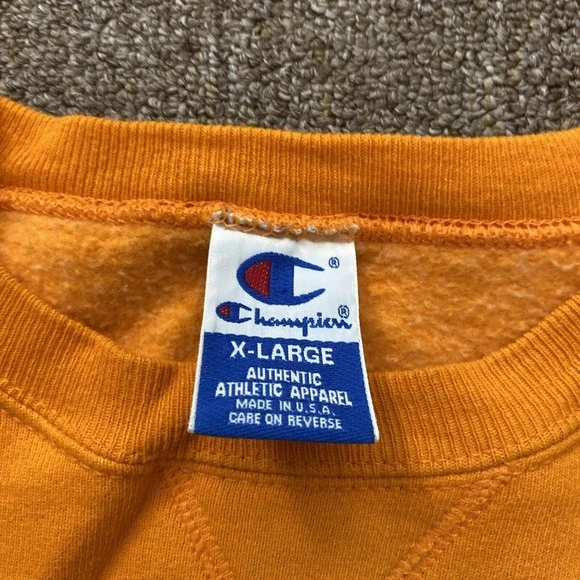 ®
Champion®
X-LARGE
AUTHENTIC
ATHLETIC APPAREL
MADE IN U.S.A.
CARE ON REVERSE